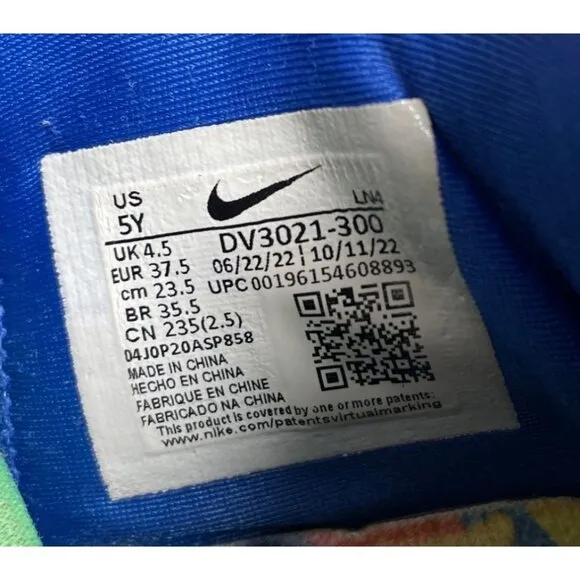 US LN4
5Y DV3021-300
UK 4.5 06/22/22 | 10/11/22
EUR 37.5 UPC 00196154608893
cm 23.5
BR 35.5
CN 235(2.5)
04J0P20ASP858
MADE IN CHINA
HECHO EN CHINA
FABRIQUE EN CHINE
FABRICADO NA CHINA
This product is covered by one or more patents:
www.nike.com/patentsvirtualmarking